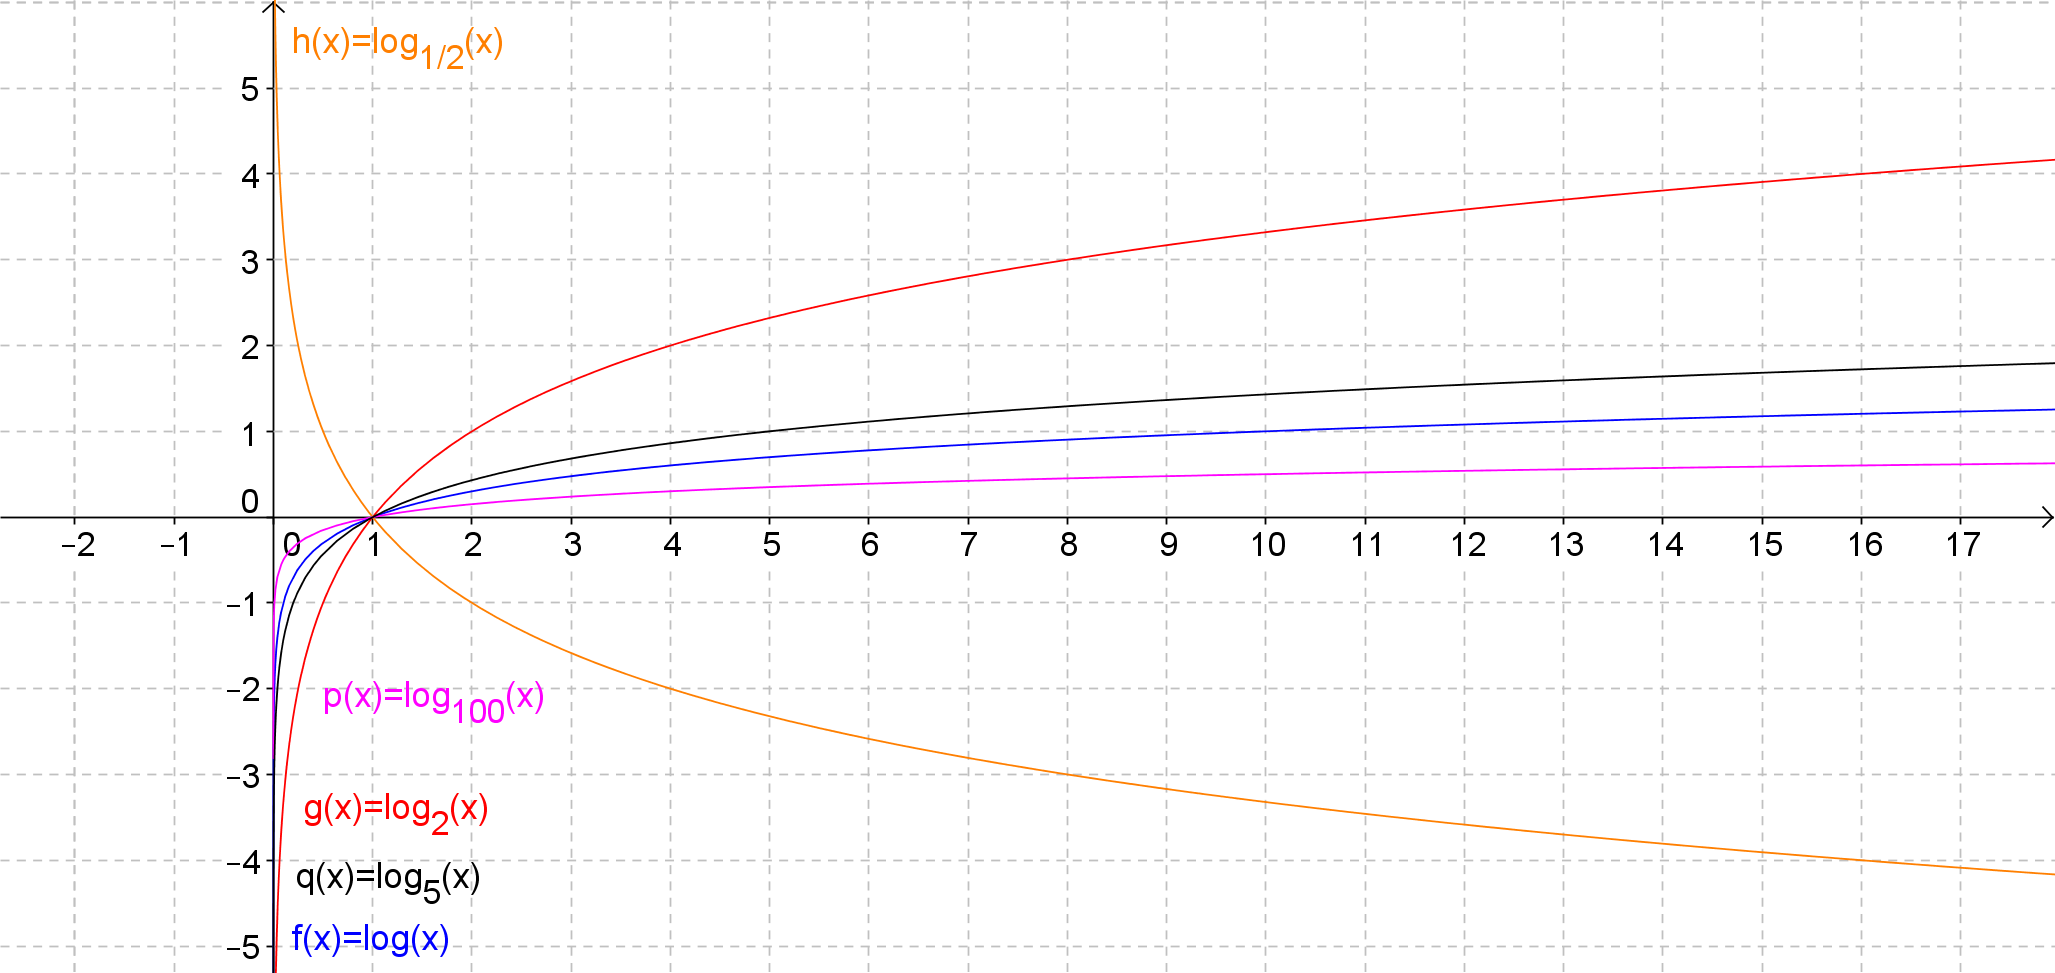 h(x)=log1/2(x)
5
4
3
2
1
0
−2 −1 0 1 2 3 4 5 6 7 8 9 10 11 12 13 14 15 16 17
−1
−2
p(x)=log100(x)
−3
g(x)=log2(x)
−4
q(x)=log5(x)
f(x)=log(x)
−5